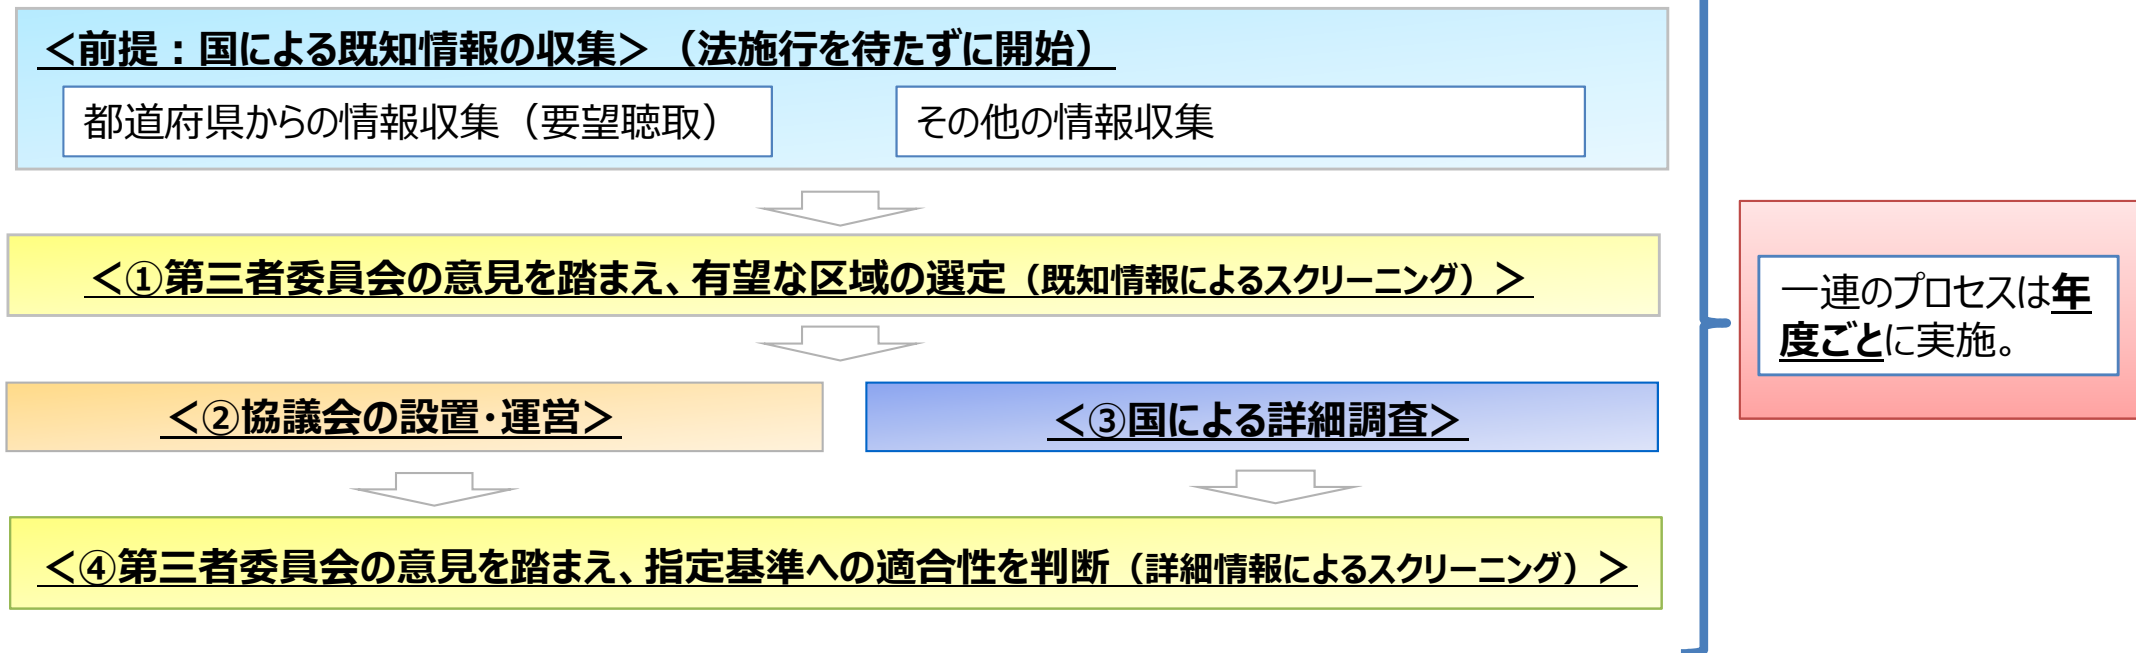 ＜前提：国による既知情報の収集＞（法施行を待たずに開始）
都道府県からの情報収集（要望聴取）
その他の情報収集
＜①第三者委員会の意見を踏まえ、有望な区域の選定（既知情報によるスクリーニング）＞
＜②協議会の設置・運営＞
＜③国による詳細調査＞
＜④第三者委員会の意見を踏まえ、指定基準への適合性を判断（詳細情報によるスクリーニング）＞
一連のプロセスは年
度ごとに実施。